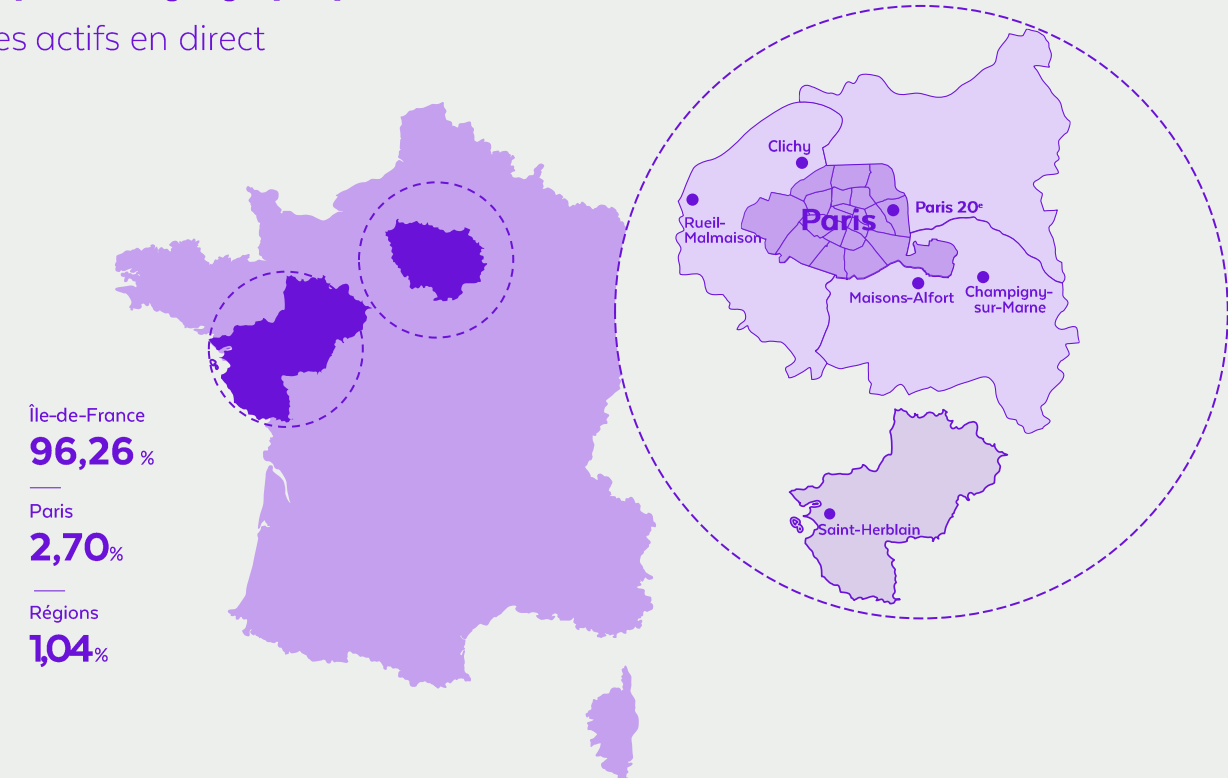 es actifs en direct
Île-de-France
96,26 %
Paris
2,70%
Régions
1,04%
Clichy
Paris
Paris 20e
Rueil-
Malmaison
Maisons-Alfort
Champigny-
sur-Marne
Saint-Herblain